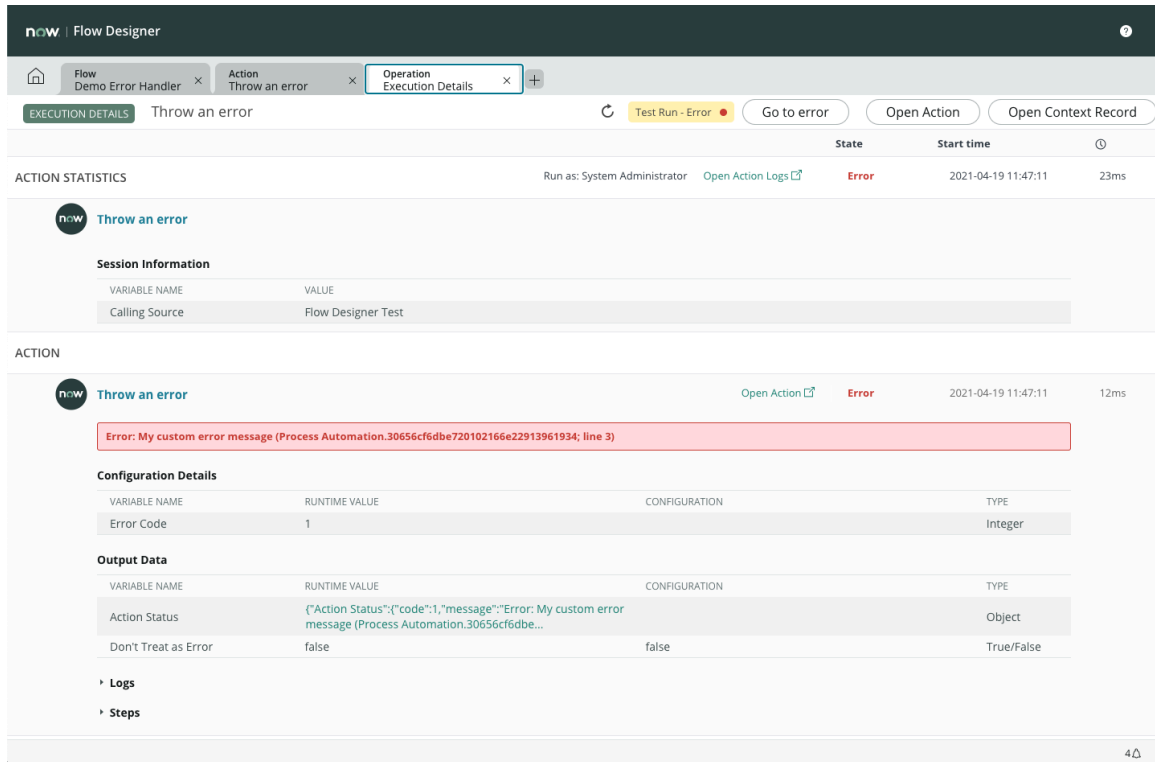 now. | Flow Designer
Flow
Demo Error Handler
Action
Throw an error
Operation
Execution Details
EXECUTION DETAILS Throw an error Test Run - Error Go to error Open Action Open Context Record
State Start time
ACTION STATISTICS Run as: System Administrator Open Action Logs Error 2021-04-19 11:47:11 23ms
now Throw an error
Session Information
VARIABLE NAME VALUE
Calling Source Flow Designer Test
ACTION
now Throw an error Open Action Error 2021-04-19 11:47:11 12ms
Error: My custom error message (Process Automation.30656cf6dbe720102166e22913961934; line 3)
Configuration Details
VARIABLE NAME RUNTIME VALUE CONFIGURATION TYPE
Error Code 1 Integer
Output Data
VARIABLE NAME RUNTIME VALUE CONFIGURATION TYPE
Action Status {"Action Status":{"code":1,"message":"Error: My custom error
message (Process Automation.30656cf6dbe... Object
Don't Treat as Error false false True/False
Logs
Steps
4